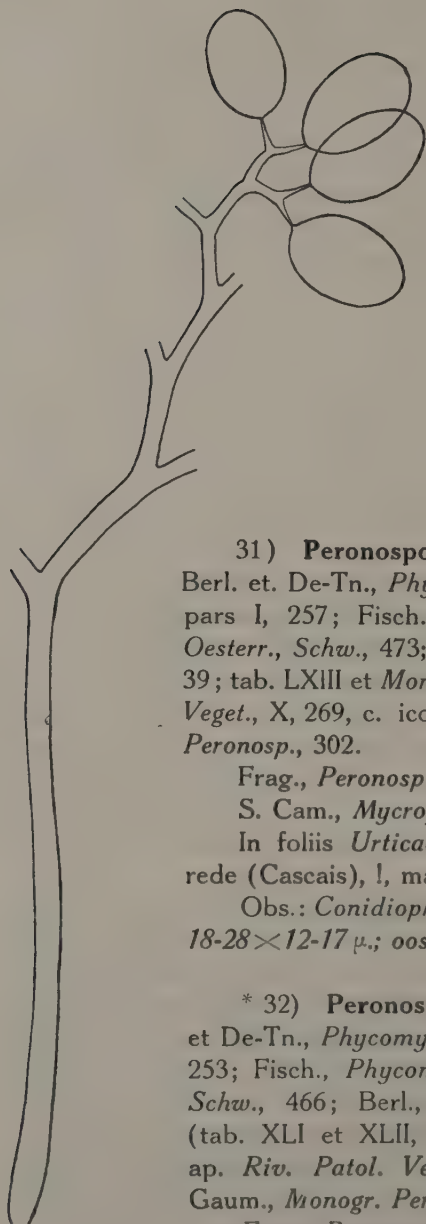 31) Peronospo
Berl. et. De-Tn., Phy
pars I, 257; Fisch.
Oesterr., Schw., 473;
39; tab. LXIII et Mon
Veget., X, 269, c. ico
Peronosp., 302.
Frag., Peronosp
S. Cam., Mycro
In foliis Urtica
rede (Cascais), !, ma
Obs.: Conidioph
18-28×12-17 μ.; oos
* 32) Peronos
et De-Tn., Phycomy
253; Fisch., Phycor
Schw., 466; Berl.,
(tab. XLI et XLII,
ap. Riv. Patol. Ve
Gaum., Monogr. Per